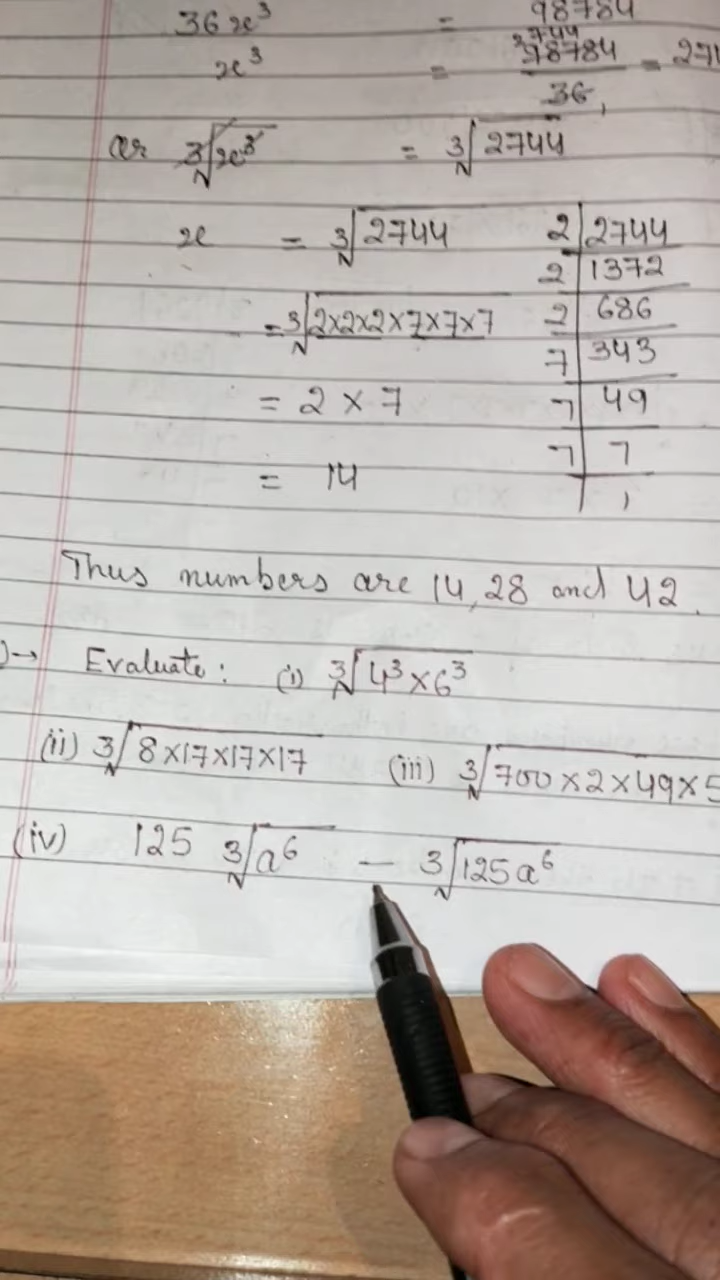 36x³ = 98784
x³ = 98784/36 = 274
2744
or ∛x³ = ∛2744
x = ∛2744
= ∛2×2×2×7×7×7
= 2 × 7
= 14
2 | 2744
2 | 1372
2 | 686
7 | 343
7 | 49
7 | 7
1
Thus numbers are 14, 28 and 42.
)→ Evaluate: (i) ∛4³×6³
(ii) ∛8×17×17×17 (iii) ∛700×2×49×5
(iv) 125 ∛a⁶ – ∛125a⁶